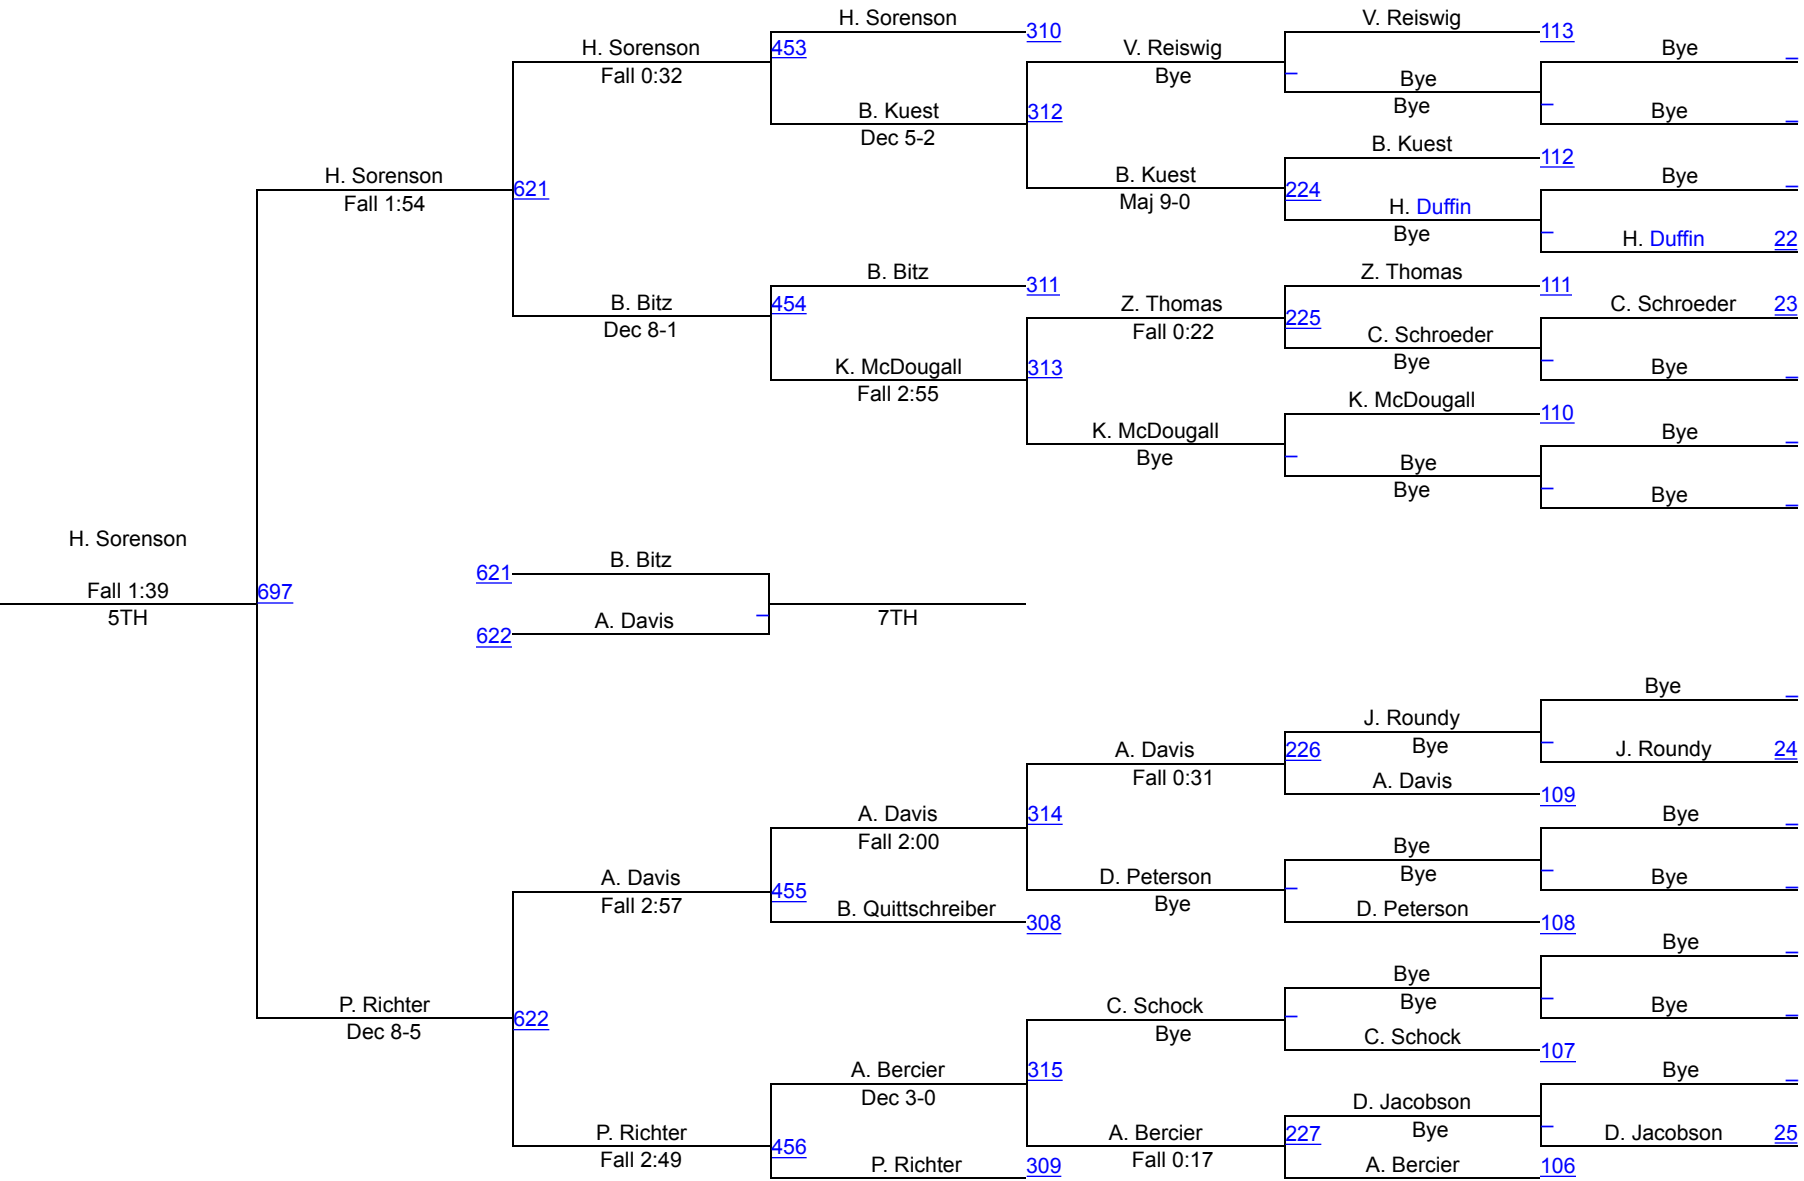 H. Sorenson
310
V. Reiswig
113
H. Sorenson
Fall 0:32
453
V. Reiswig
Bye
Bye
Bye
Bye
B. Kuest
Dec 5-2
312
Bye
B. Kuest
112
H. Sorenson
Fall 1:54
621
B. Kuest
Maj 9-0
224
Bye
H. Duffin
Bye
H. Duffin 22
B. Bitz
311
Z. Thomas
111
B. Bitz
Dec 8-1
454
Z. Thomas
Fall 0:22
225
C. Schroeder 23
C. Schroeder
Bye
K. McDougall
Fall 2:55
313
Bye
K. McDougall
110
K. McDougall
Bye
Bye
Bye
Bye
Bye
H. Sorenson
Fall 1:39
5TH
697
621
B. Bitz
622
A. Davis
7TH
Bye
J. Roundy
Bye
J. Roundy 24
A. Davis
Fall 0:31
226
A. Davis
109
A. Davis
Fall 2:00
314
Bye
Bye
Bye
Bye
A. Davis
Fall 2:57
455
D. Peterson
Bye
B. Quittschreiber
308
D. Peterson
108
Bye
Bye
Bye
P. Richter
Dec 8-5
622
C. Schock
Bye
Bye
C. Schock
107
A. Bercier
Dec 3-0
315
Bye
D. Jacobson
Bye
D. Jacobson 25
P. Richter
Fall 2:49
456
A. Bercier
Fall 0:17
227
P. Richter
309
A. Bercier
106